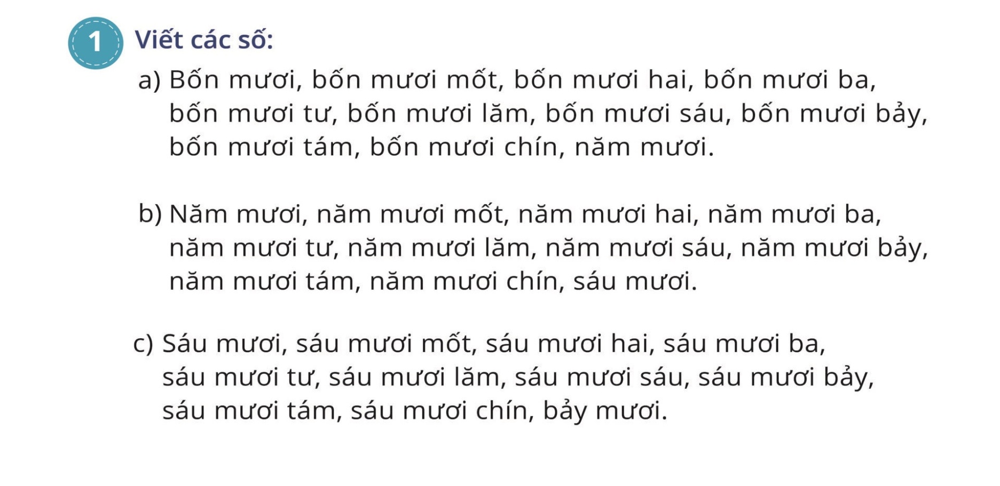 1 Viết các số:
a) Bốn mươi, bốn mươi mốt, bốn mươi hai, bốn mươi ba,
bốn mươi tư, bốn mươi lăm, bốn mươi sáu, bốn mươi bảy,
bốn mươi tám, bốn mươi chín, năm mươi.
b) Năm mươi, năm mươi mốt, năm mươi hai, năm mươi ba,
năm mươi tư, năm mươi lăm, năm mươi sáu, năm mươi bảy,
năm mươi tám, năm mươi chín, sáu mươi.
c) Sáu mươi, sáu mươi mốt, sáu mươi hai, sáu mươi ba,
sáu mươi tư, sáu mươi lăm, sáu mươi sáu, sáu mươi bảy,
sáu mươi tám, sáu mươi chín, bảy mươi.